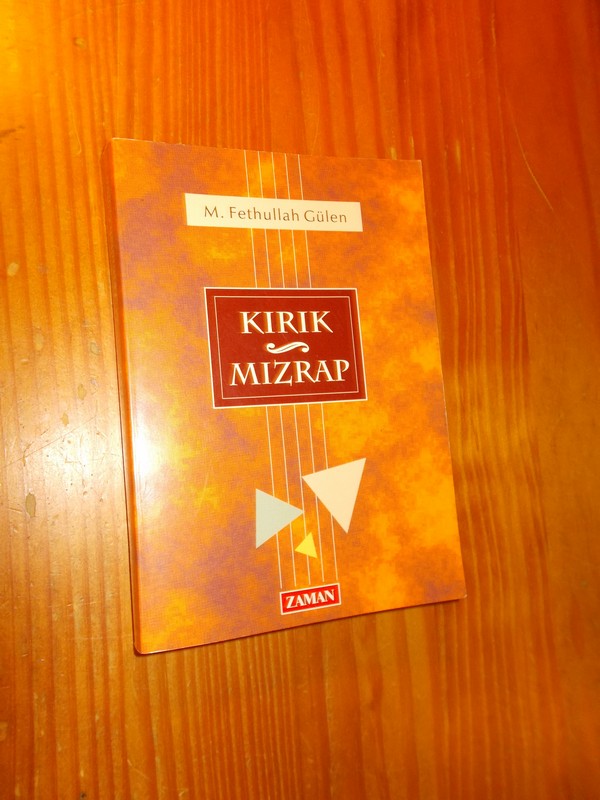 M. Fethullah Gülen
KIRIK
MIZRAP
ZAMAN